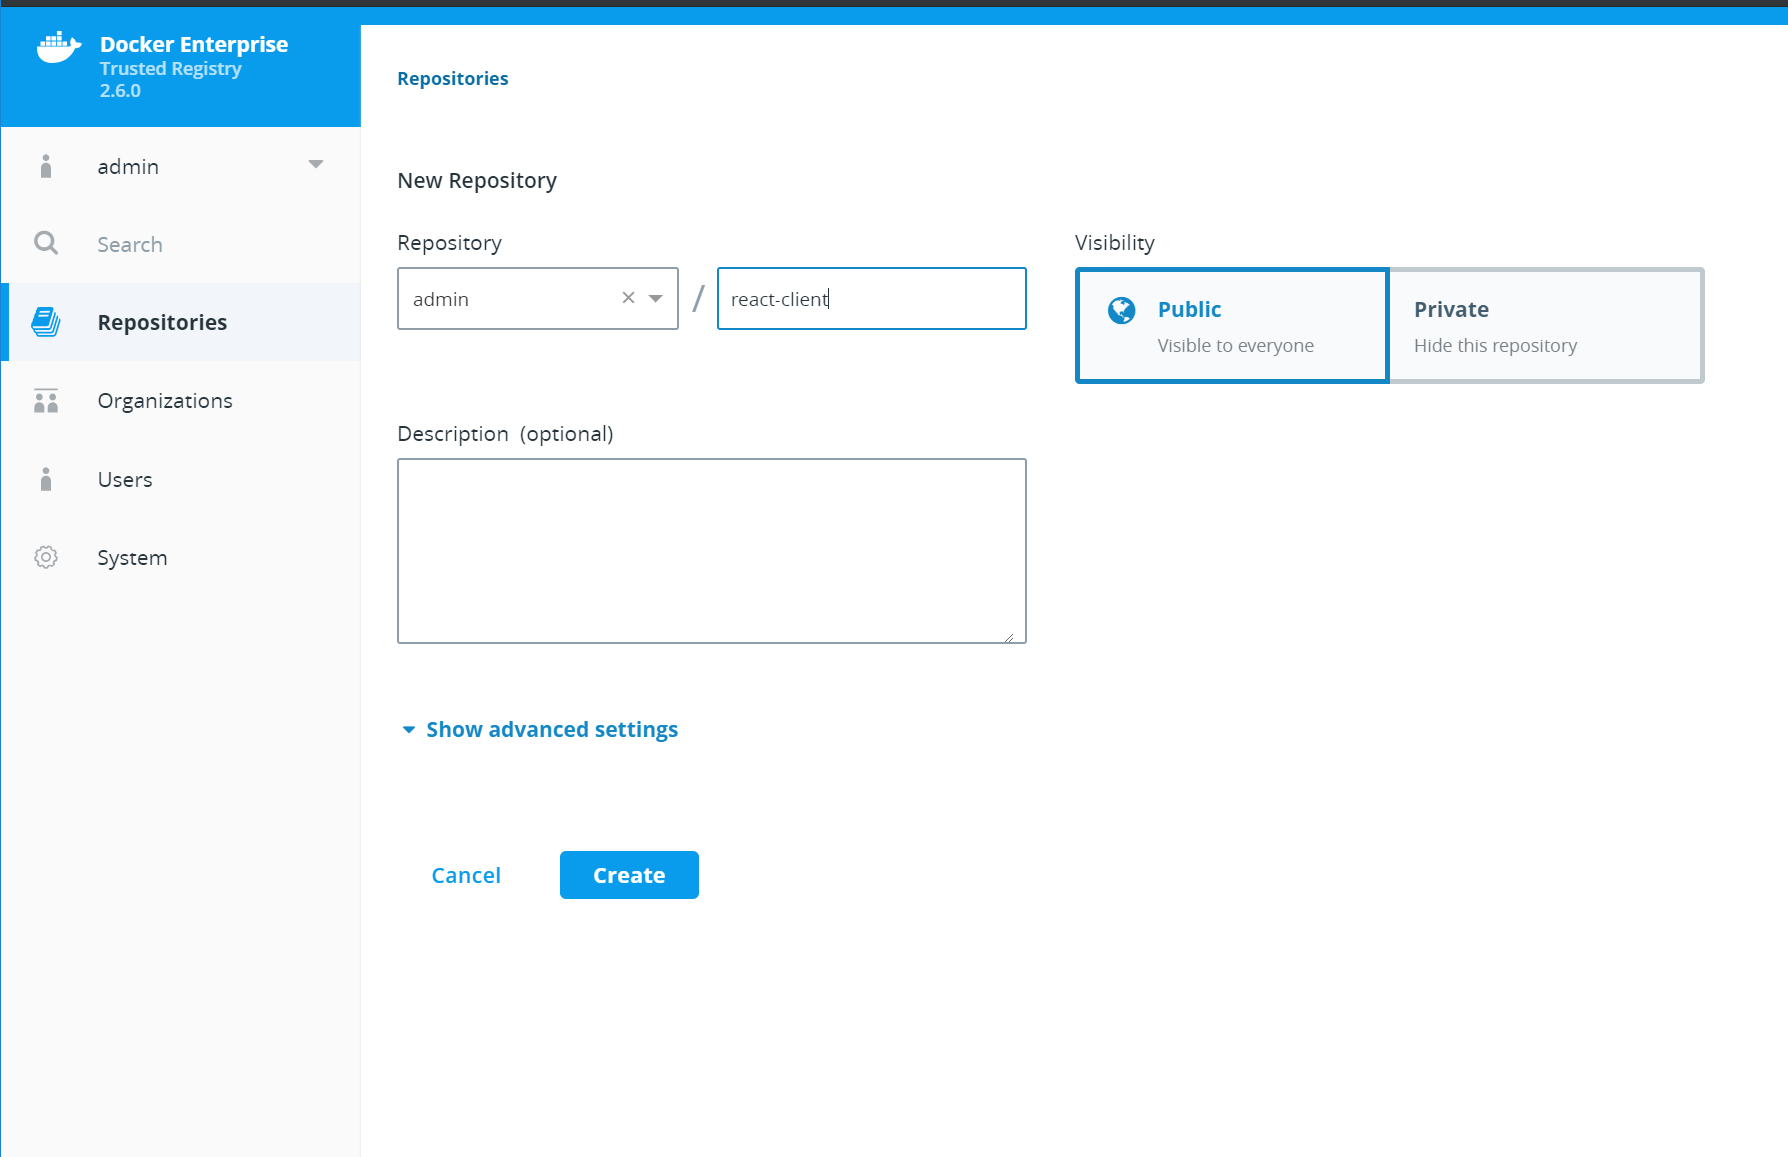 Docker Enterprise
Trusted Registry
2.6.0
admin
Search
Repositories
Organizations
Users
System
Repositories
New Repository
Repository
admin / react-client
Visibility
Public
Visible to everyone
Private
Hide this repository
Description (optional)
Show advanced settings
Cancel
Create